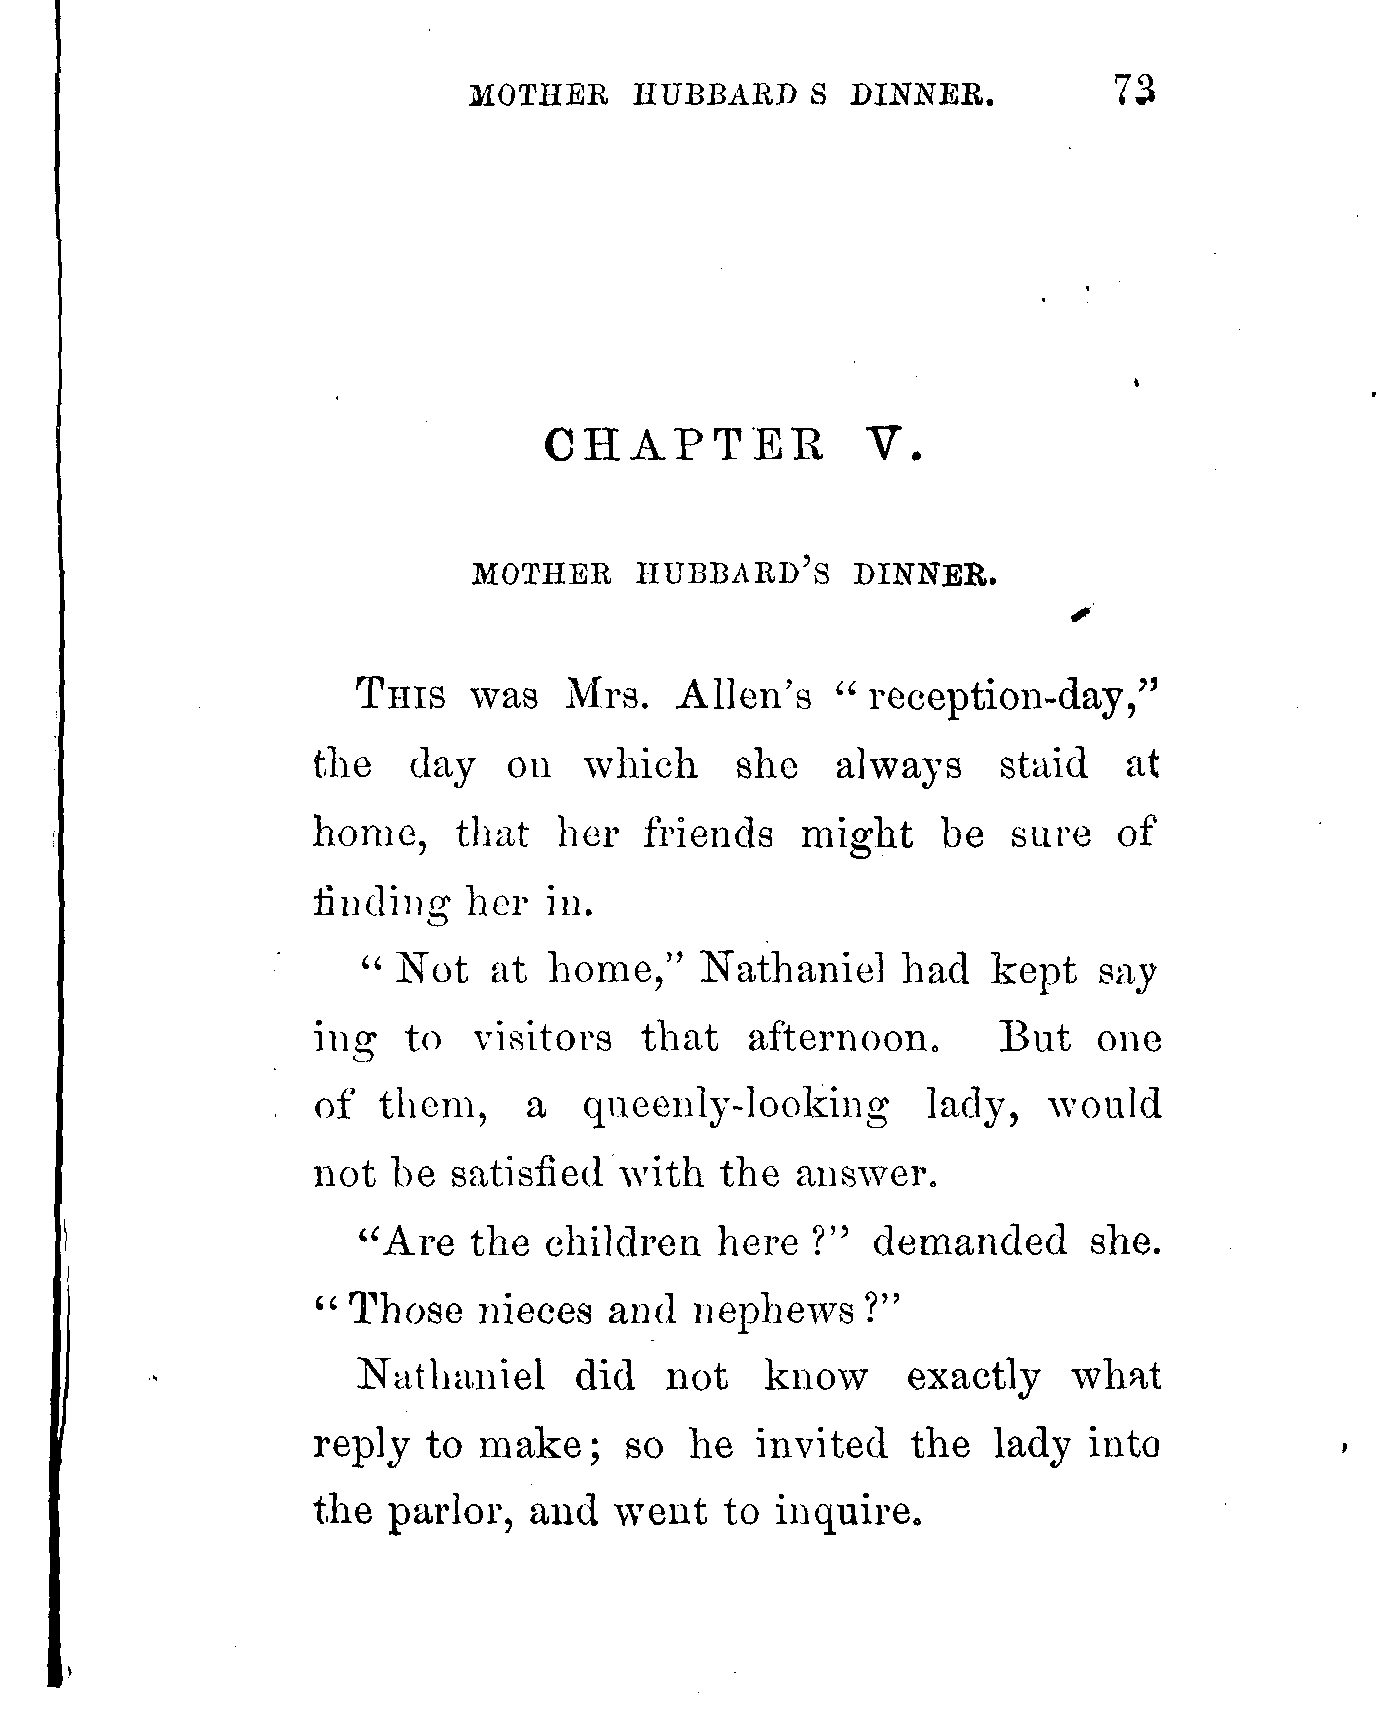 MOTHER HUBBARD S DINNER. 73
CHAPTER V.
MOTHER HUBBARD'S DINNER.
THIS was Mrs. Allen's "reception-day,"
the day on which she always staid at
home, that her friends might be sure of
finding her in.
"Not at home," Nathaniel had kept say
ing to visitors that afternoon. But one
of them, a queenly-looking lady, would
not be satisfied with the answer.
"Are the children here?" demanded she.
"Those nieces and nephews?"
Nathaniel did not know exactly what
reply to make; so he invited the lady into
the parlor, and went to inquire.